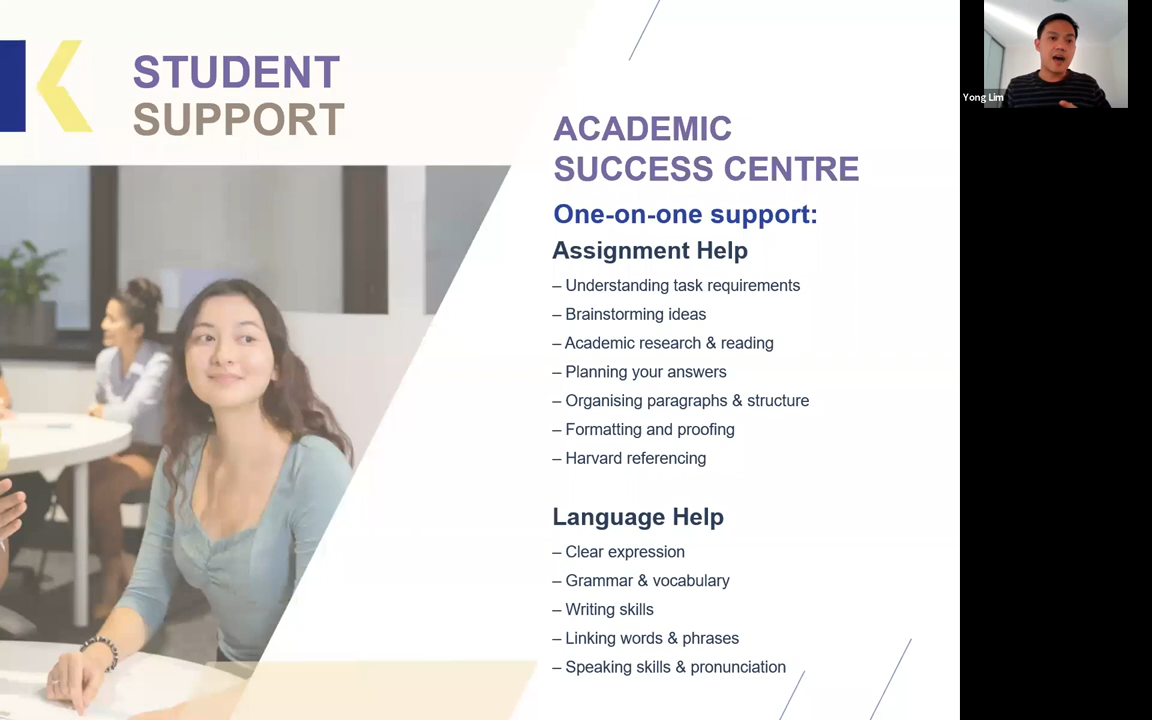 STUDENT
SUPPORT
ACADEMIC
SUCCESS CENTRE
One-on-one support:
Assignment Help
– Understanding task requirements
– Brainstorming ideas
– Academic research & reading
– Planning your answers
– Organising paragraphs & structure
– Formatting and proofing
– Harvard referencing
Language Help
– Clear expression
– Grammar & vocabulary
– Writing skills
– Linking words & phrases
– Speaking skills & pronunciation
Yong Lim